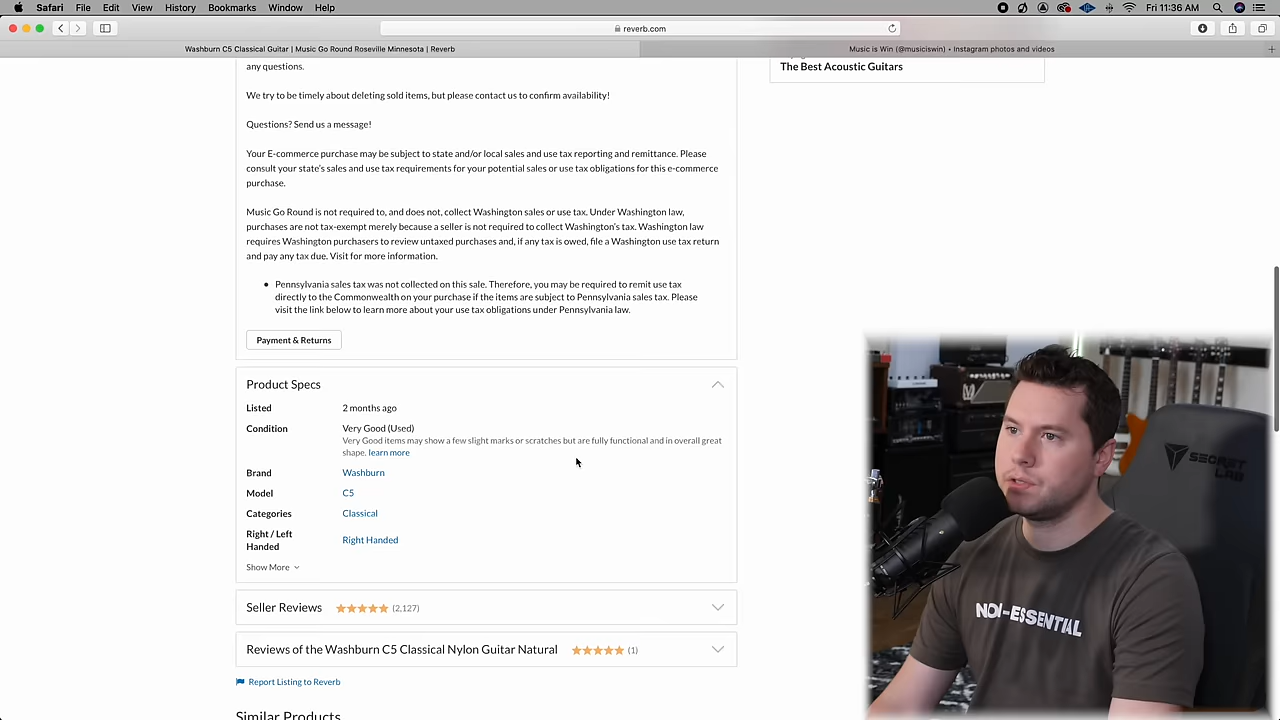 Safari File Edit View History Bookmarks Window Help
Fri 11:36 AM
reverb.com
Washburn C5 Classical Guitar | Music Go Round Roseville Minnesota | Reverb
Music is Win (@musiciswin) • Instagram photos and videos
any questions.
The Best Acoustic Guitars
We try to be timely about deleting sold items, but please contact us to confirm availability!
Questions? Send us a message!
Your E-commerce purchase may be subject to state and/or local sales and use tax reporting and remittance. Please
consult your state's sales and use tax requirements for your potential sales or use tax obligations for this e-commerce
purchase.
Music Go Round is not required to, and does not, collect Washington sales or use tax. Under Washington law,
purchases are not tax-exempt merely because a seller is not required to collect Washington's tax. Washington law
requires Washington purchasers to review untaxed purchases and, if any tax is owed, file a Washington use tax return
and pay any tax due. Visit for more information.
• Pennsylvania sales tax was not collected on this sale. Therefore, you may be required to remit use tax
directly to the Commonwealth on your purchase if the items are subject to Pennsylvania sales tax. Please
visit the link below to learn more about your use tax obligations under Pennsylvania law.
Payment & Returns
Product Specs
Listed 2 months ago
Condition Very Good (Used)
Very Good items may show a few slight marks or scratches but are fully functional and in overall great
shape. learn more
Brand Washburn
Model C5
Categories Classical
Right / Left
Handed Right Handed
Show More
Seller Reviews (2,127)
Reviews of the Washburn C5 Classical Nylon Guitar Natural (1)
Report Listing to Reverb
Similar Products
SECRET
LAB
NON-ESSENTIAL